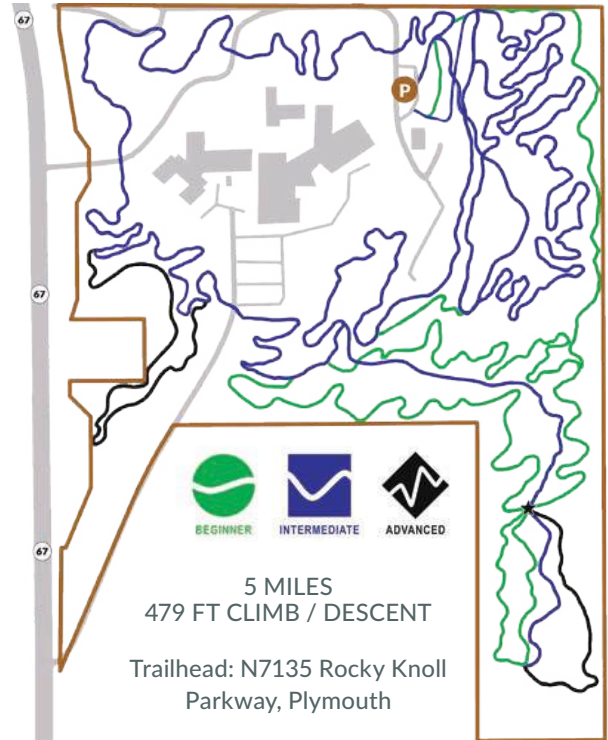 67
P
67
67
BEGINNER INTERMEDIATE ADVANCED
5 MILES
479 FT CLIMB / DESCENT
Trailhead: N7135 Rocky Knoll
Parkway, Plymouth